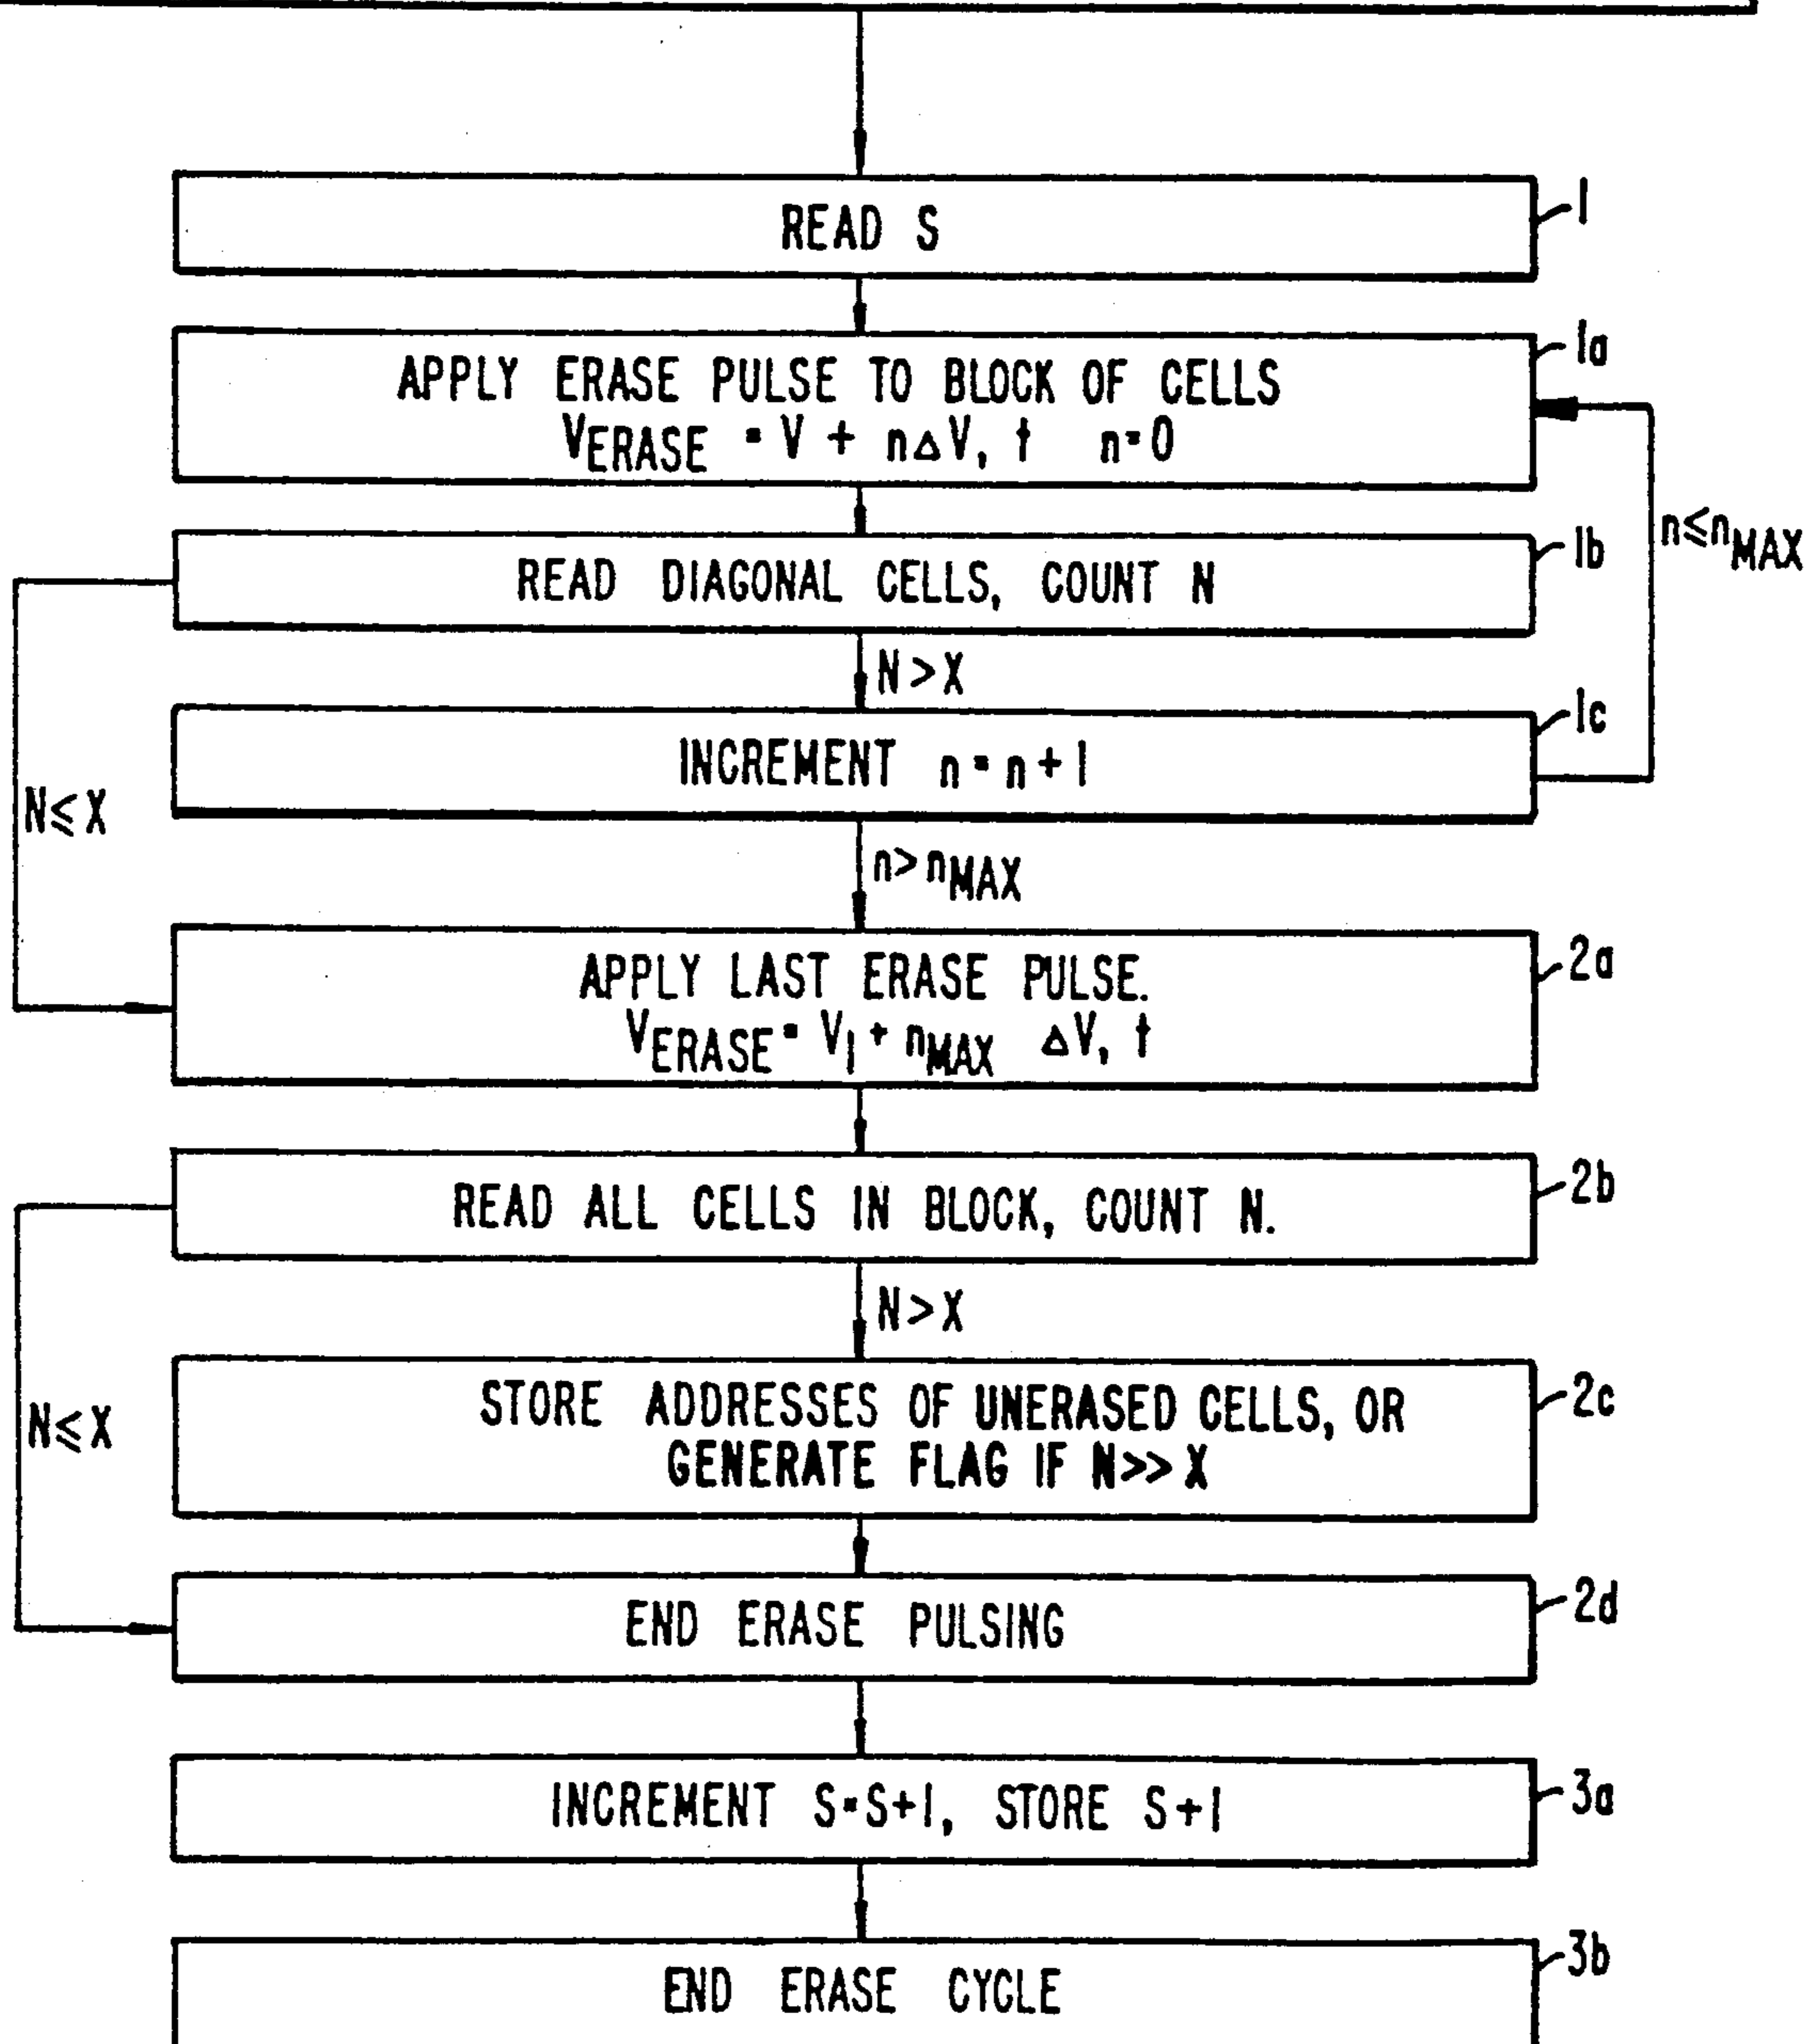 READ S
1
APPLY ERASE PULSE TO BLOCK OF CELLS
VERASE = V + n∆V, t n=0
1a
READ DIAGONAL CELLS, COUNT N
1b
n≤nMAX
N>X
INCREMENT n=n+1
1c
N≤X
n>nMAX
APPLY LAST ERASE PULSE.
VERASE= V1+nMAX ∆V, t
2a
READ ALL CELLS IN BLOCK, COUNT N.
2b
N>X
STORE ADDRESSES OF UNERASED CELLS, OR
GENERATE FLAG IF N>>X
2c
N≤X
END ERASE PULSING
2d
INCREMENT S=S+1, STORE S+1
3a
END ERASE CYCLE
3b